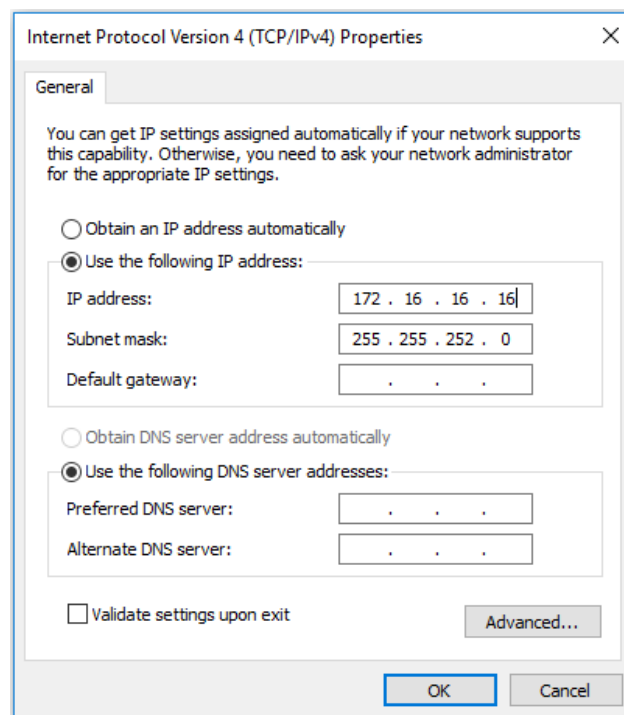 Internet Protocol Version 4 (TCP/IPv4) Properties
General
You can get IP settings assigned automatically if your network supports
this capability. Otherwise, you need to ask your network administrator
for the appropriate IP settings.
Obtain an IP address automatically
Use the following IP address:
IP address: 172 . 16 . 16 . 16
Subnet mask: 255 . 255 . 252 . 0
Default gateway: . . .
Obtain DNS server address automatically
Use the following DNS server addresses:
Preferred DNS server: . . .
Alternate DNS server: . . .
Validate settings upon exit
Advanced...
OK Cancel